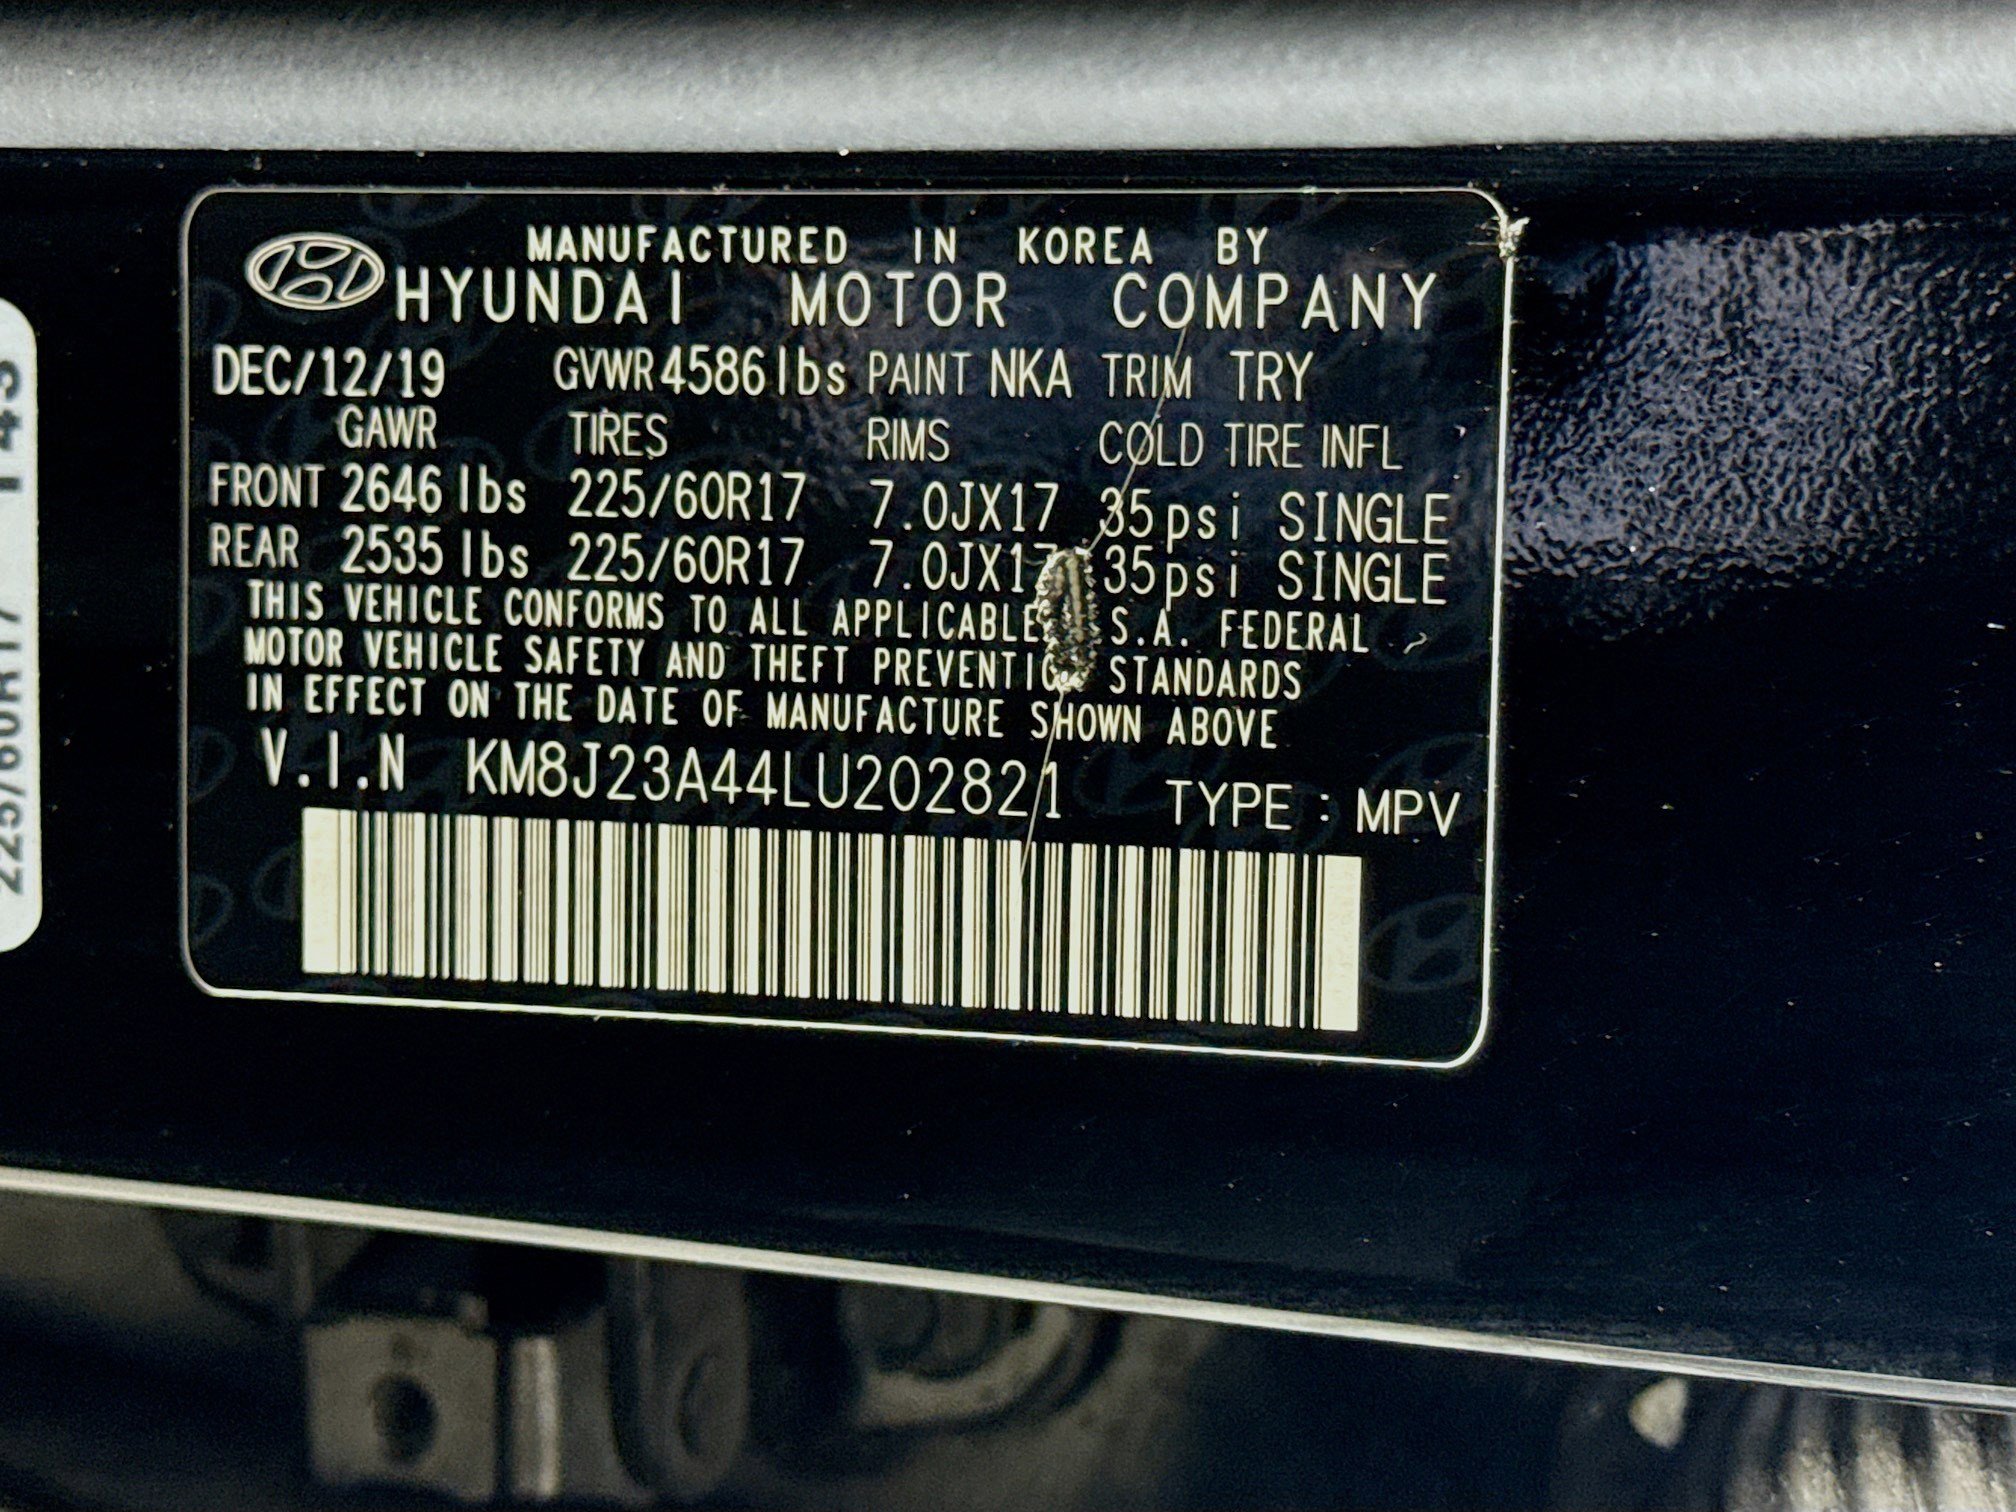 MANUFACTURED IN KOREA BY
HYUNDAI MOTOR COMPANY
DEC/12/19 GVWR 4586 lbs PAINT NKA TRIM TRY
GAWR TIRES RIMS COLD TIRE INFL
FRONT 2646 lbs 225/60R17 7.0JX17 35psi SINGLE
REAR 2535 lbs 225/60R17 7.0JX17 35psi SINGLE
THIS VEHICLE CONFORMS TO ALL APPLICABLE S.A. FEDERAL
MOTOR VEHICLE SAFETY AND THEFT PREVENTIO STANDARDS
IN EFFECT ON THE DATE OF MANUFACTURE SHOWN ABOVE
V.I.N KM8J23A44LU202821 TYPE : MPV
225/60R17